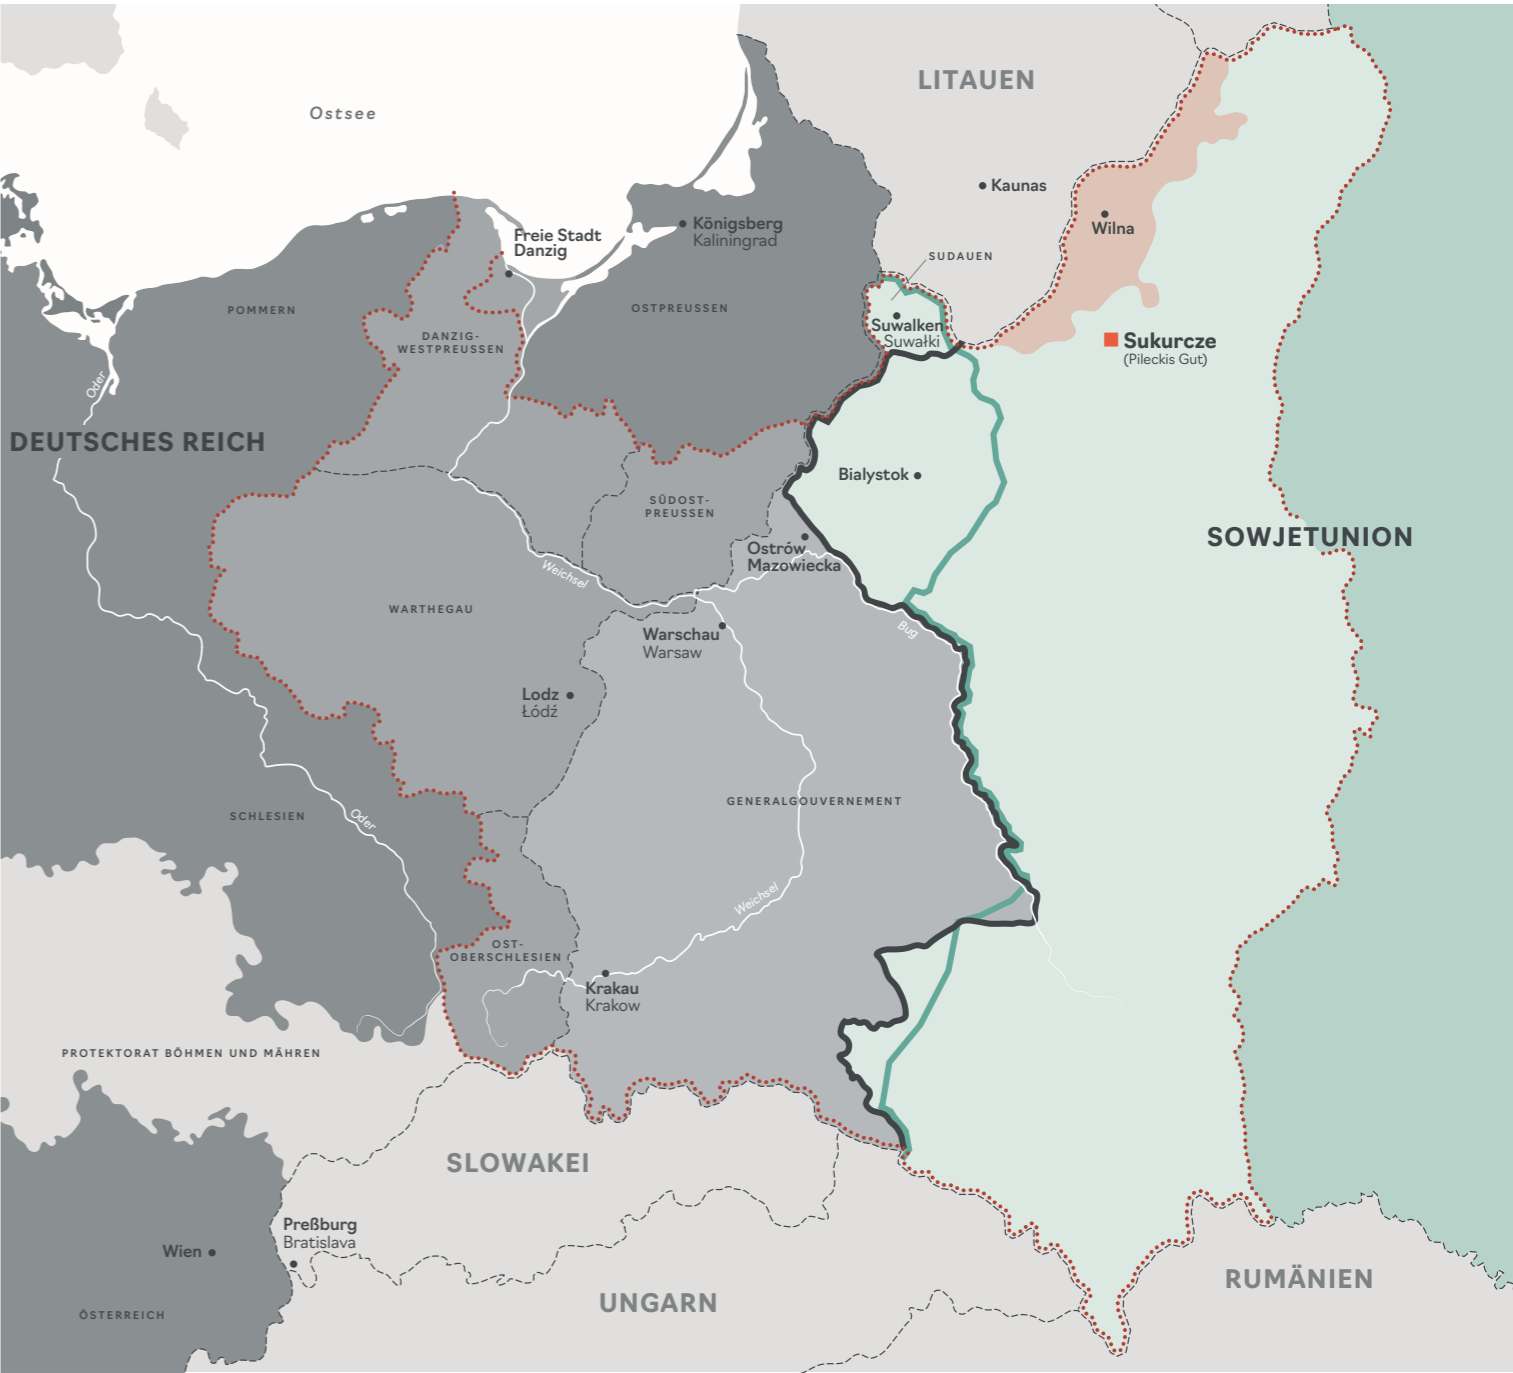 LITAUEN
Ostsee
Kaunas
Wilna
Königsberg
Kaliningrad
Freie Stadt
Danzig
SUDAUEN
POMMERN
OSTPREUSSEN
DANZIG-
WESTPREUSSEN
Suwalken
Suwałki
Sukurcze
(Pileckis Gut)
Oder
DEUTSCHES REICH
Bialystok
SÜDOST-
PREUSSEN
SOWJETUNION
Ostrów
Mazowiecka
Weichsel
WARTHEGAU
Bug
Warschau
Warsaw
Lodz
Łódź
GENERALGOUVERNEMENT
SCHLESIEN
Oder
Weichsel
OST-
OBERSCHLESIEN
Krakau
Krakow
PROTEKTORAT BÖHMEN UND MÄHREN
SLOWAKEI
Preßburg
Bratislava
Wien
RUMÄNIEN
UNGARN
ÖSTERREICH